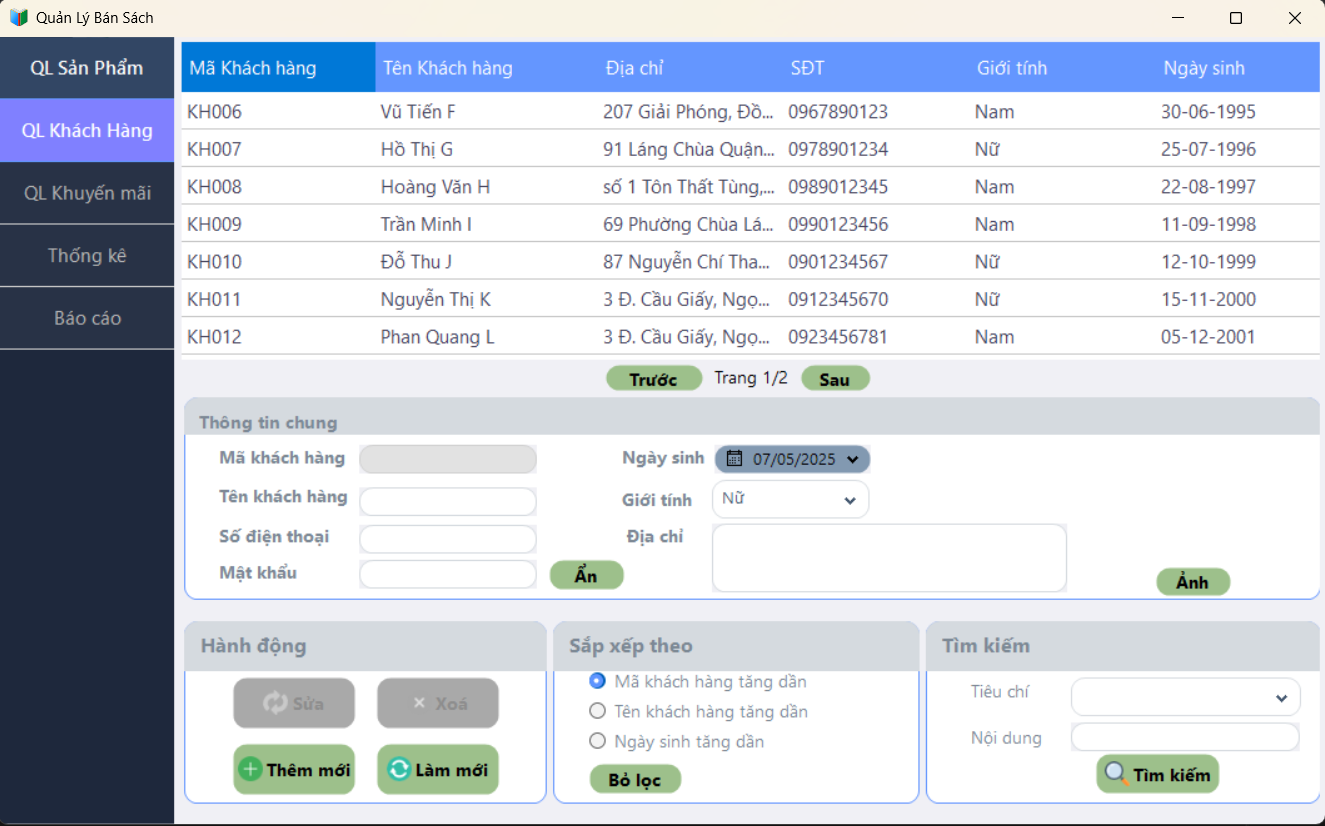 Quản Lý Bán Sách
QL Sản Phẩm
QL Khách Hàng
QL Khuyến mãi
Thống kê
Báo cáo
Mã Khách hàng Tên Khách hàng Địa chỉ SĐT Giới tính Ngày sinh
KH006 Vũ Tiến F 207 Giải Phóng, Đồ... 0967890123 Nam 30-06-1995
KH007 Hồ Thị G 91 Láng Chùa Quận... 0978901234 Nữ 25-07-1996
KH008 Hoàng Văn H số 1 Tôn Thất Tùng,... 0989012345 Nam 22-08-1997
KH009 Trần Minh I 69 Phường Chùa Lá... 0990123456 Nam 11-09-1998
KH010 Đỗ Thu J 87 Nguyễn Chí Tha... 0901234567 Nữ 12-10-1999
KH011 Nguyễn Thị K 3 Đ. Cầu Giấy, Ngọ... 0912345670 Nữ 15-11-2000
KH012 Phan Quang L 3 Đ. Cầu Giấy, Ngọ... 0923456781 Nam 05-12-2001
Trước Trang 1/2 Sau
Thông tin chung
Mã khách hàng Ngày sinh 07/05/2025
Tên khách hàng Giới tính Nữ
Số điện thoại Địa chỉ
Mật khẩu Ẩn Ảnh
Hành động
Sửa Xoá
Thêm mới Làm mới
Sắp xếp theo
Mã khách hàng tăng dần
Tên khách hàng tăng dần
Ngày sinh tăng dần
Bỏ lọc
Tìm kiếm
Tiêu chí
Nội dung
Tìm kiếm